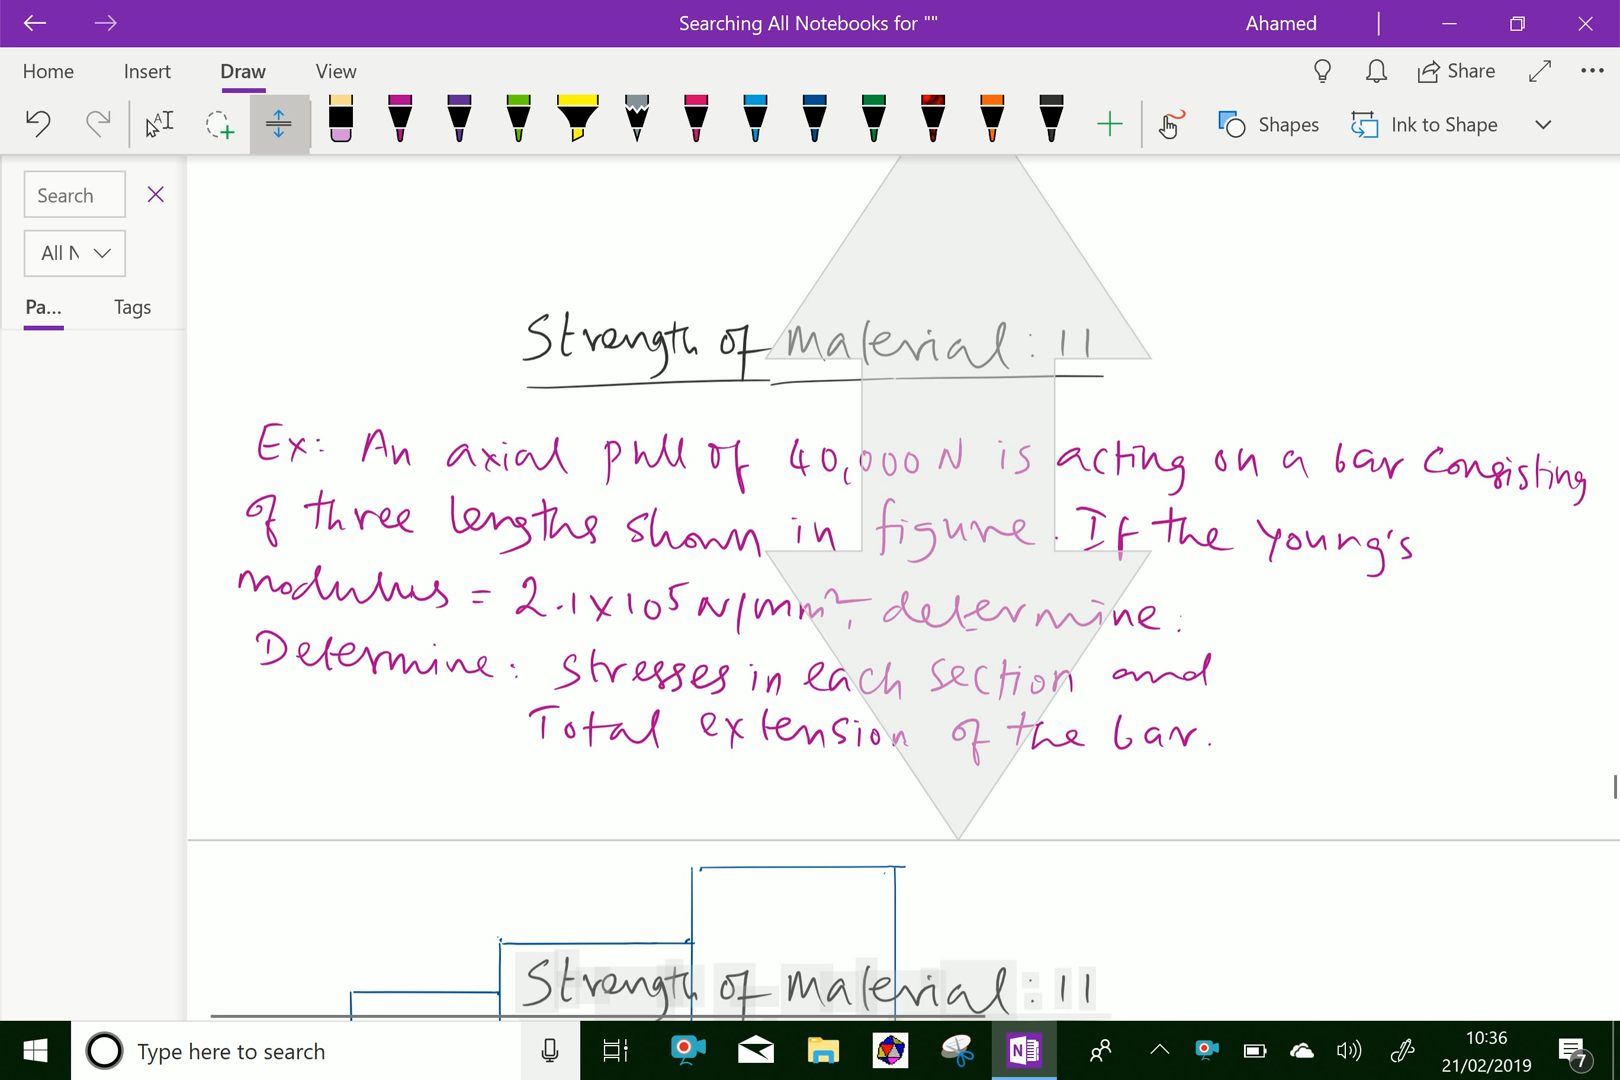 Searching All Notebooks for ""
Ahamed
Home Insert Draw View
Share
Shapes Ink to Shape
Search
All N
Pa... Tags
Strength of Material: 11
Ex: An axial pull of 40,000 N is acting on a bar consisting
of three lengths shown in figure. If the Young's
modulus = 2.1x10⁵ N/mm², determine:
Determine: Stresses in each section and
Total extension of the bar.
Strength of Material: 11
Type here to search
10:36
21/02/2019
7